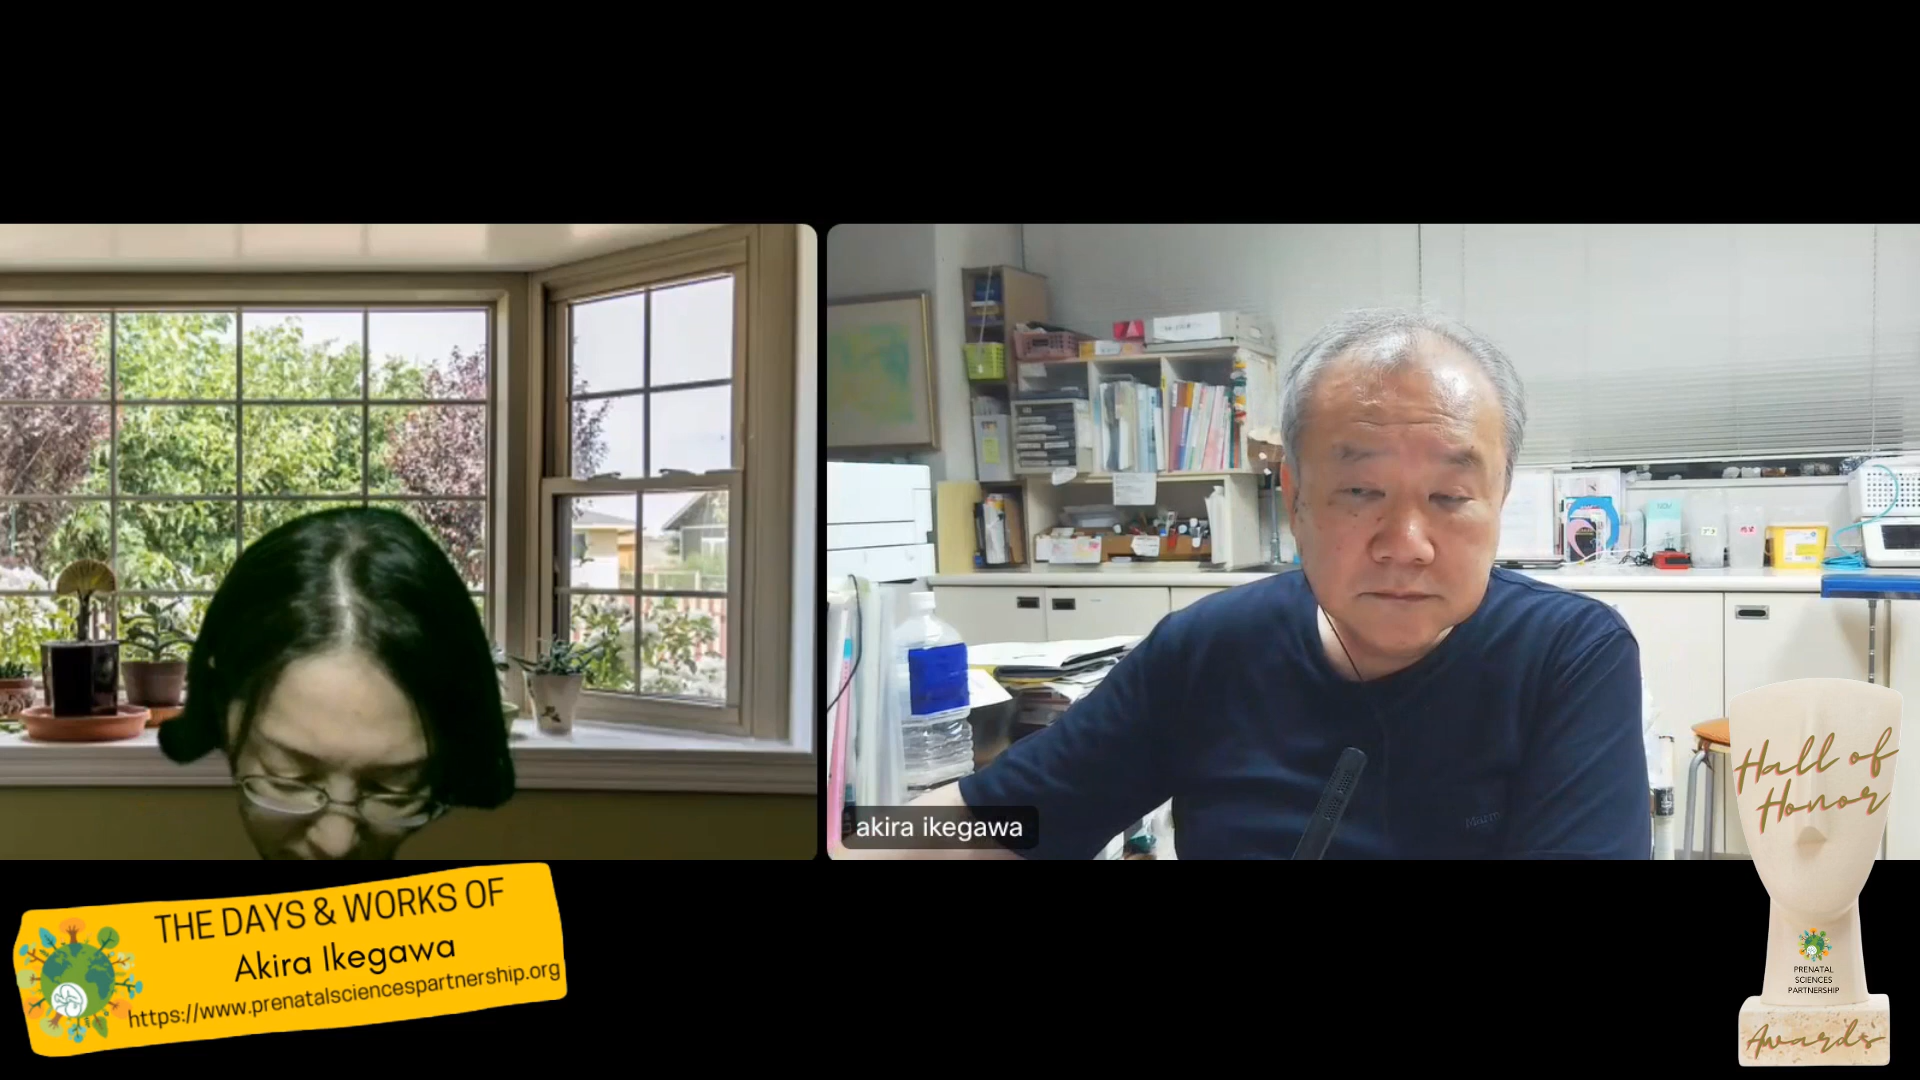 akira ikegawa
THE DAYS & WORKS OF
Akira Ikegawa
https://www.prenatalsciencespartnership.org
Hall of
Honor
PRENATAL
SCIENCES
PARTNERSHIP
Awards